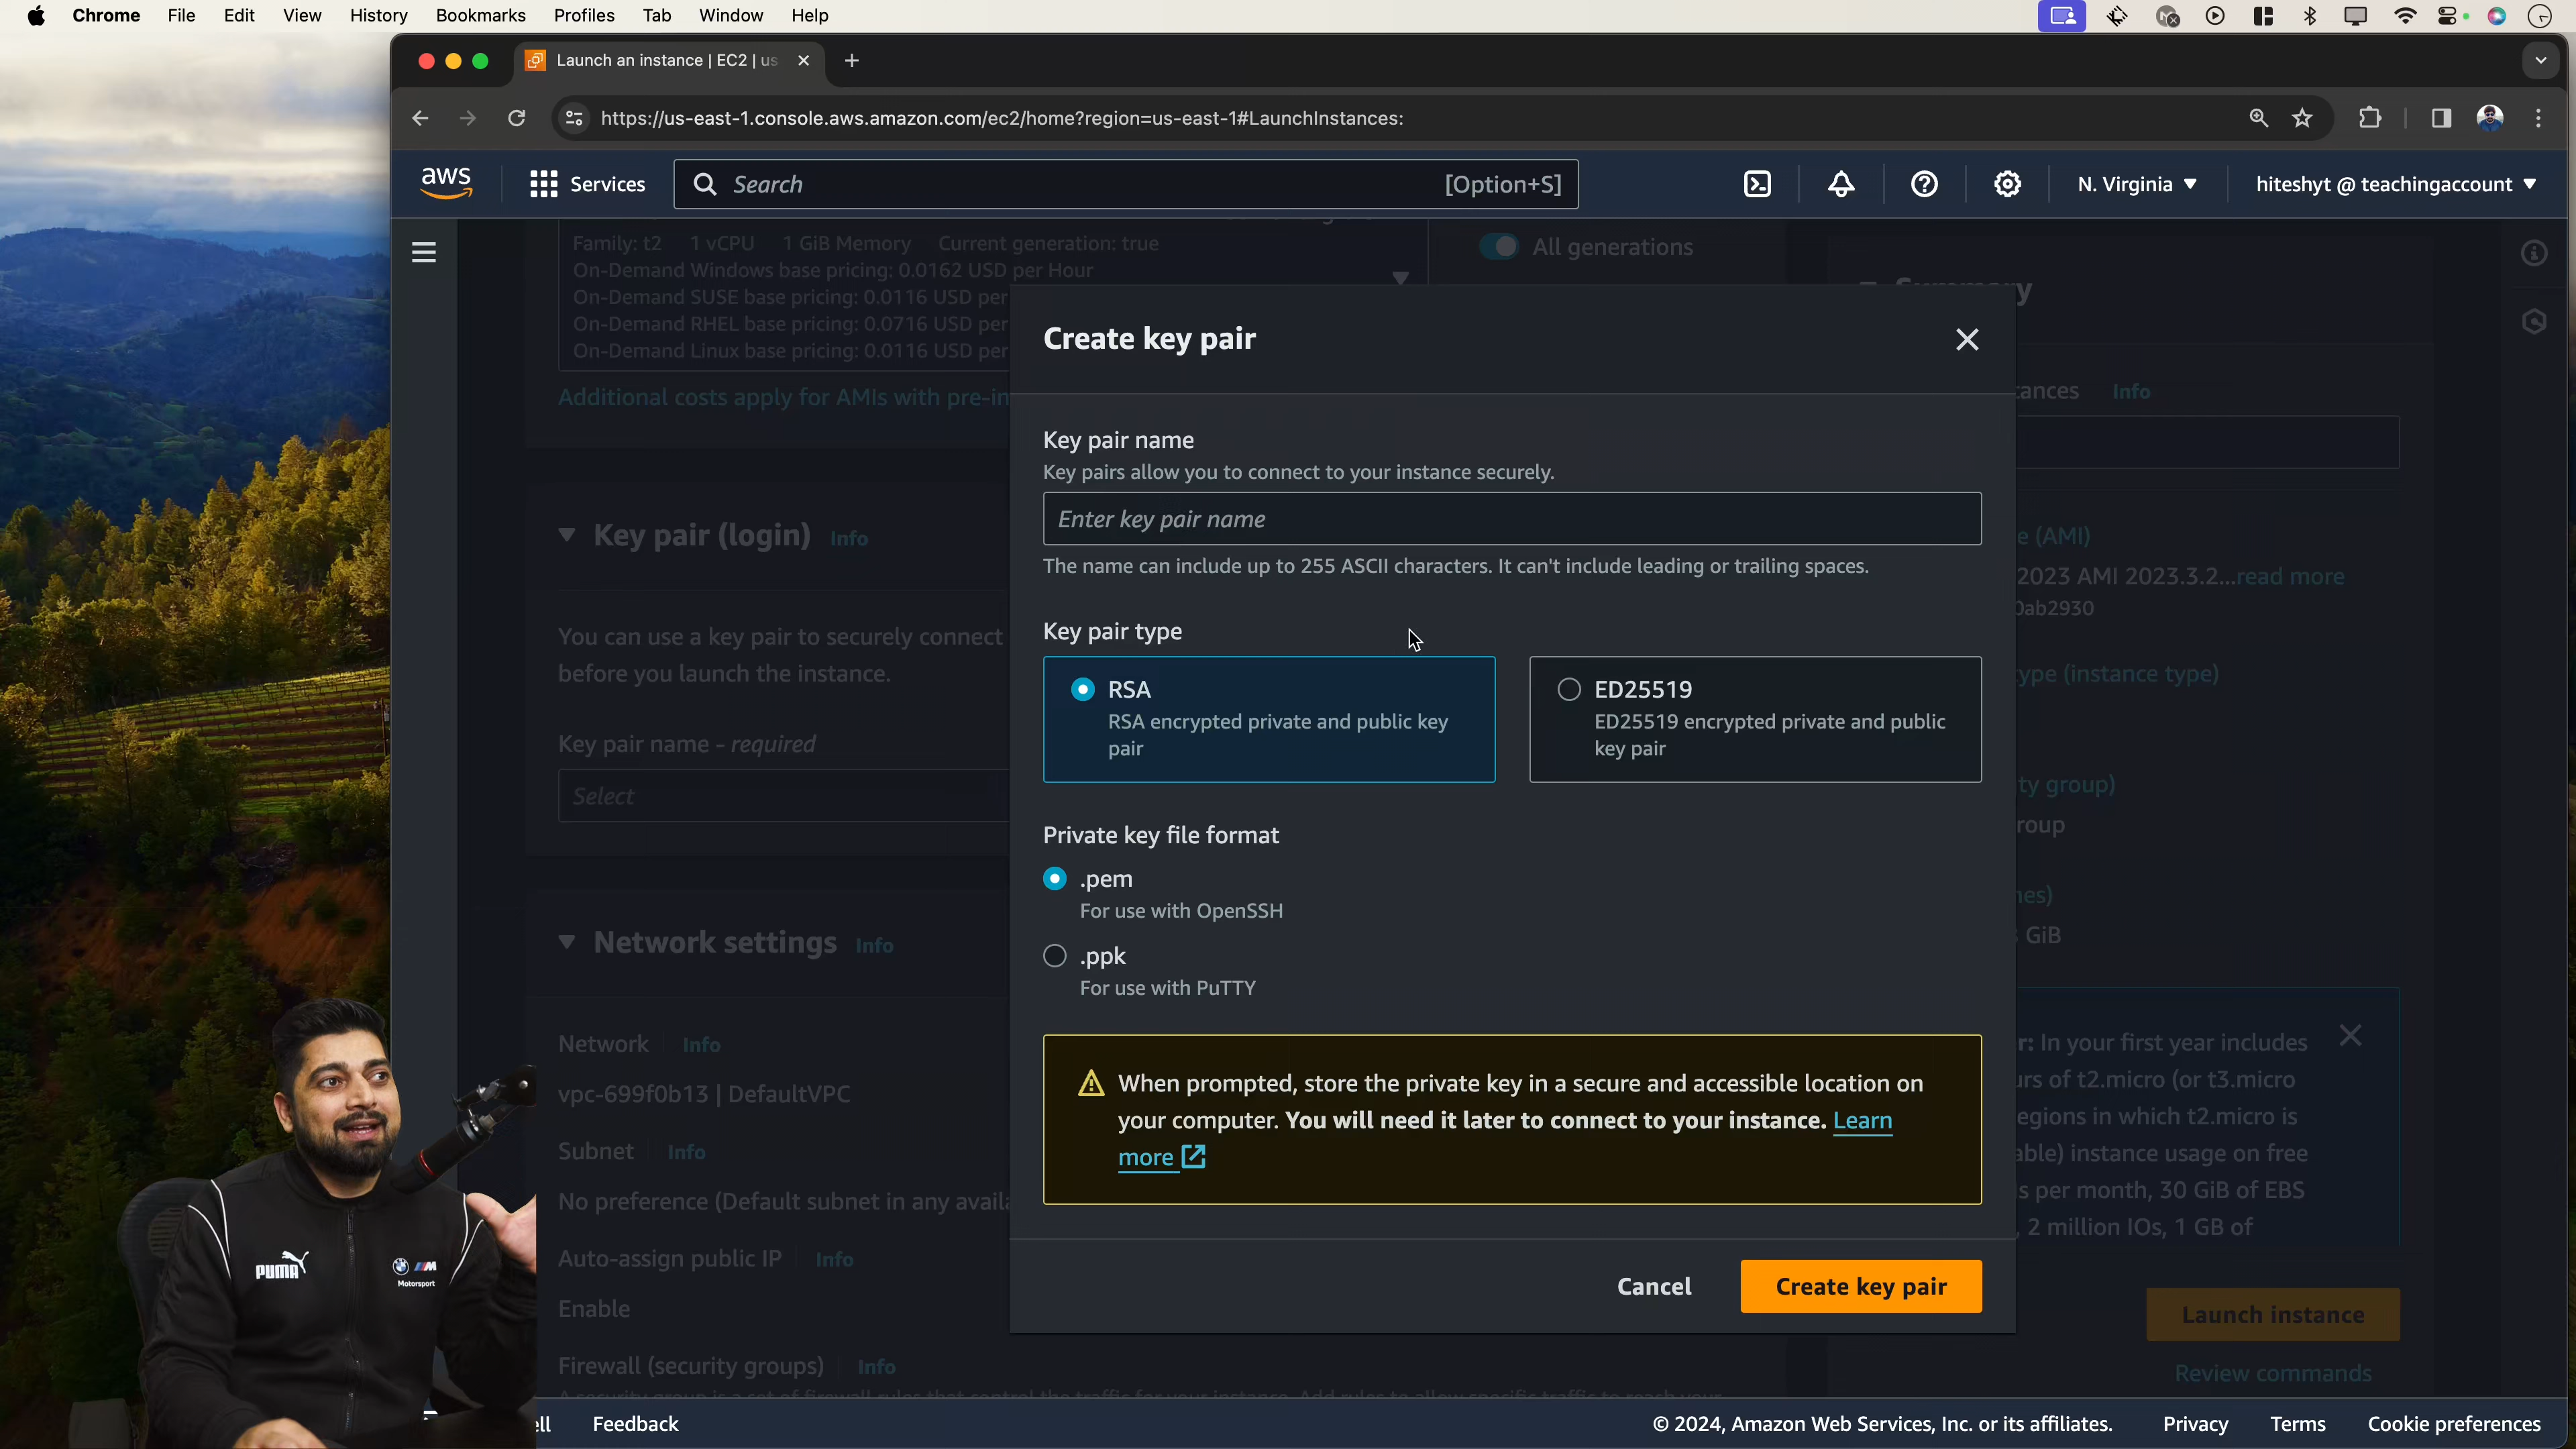 Chrome File Edit View History Bookmarks Profiles Tab Window Help
Launch an instance | EC2 | us
https://us-east-1.console.aws.amazon.com/ec2/home?region=us-east-1#LaunchInstances:
aws Services Search [Option+S] N. Virginia hiteshyt @ teachingaccount
Family: t2 1 vCPU 1 GiB Memory Current generation: true
On-Demand Windows base pricing: 0.0162 USD per Hour
On-Demand SUSE base pricing: 0.0116 USD per
On-Demand RHEL base pricing: 0.0716 USD per
On-Demand Linux base pricing: 0.0116 USD per
Additional costs apply for AMIs with pre-in
All generations
Key pair (login) Info
You can use a key pair to securely connect
before you launch the instance.
Key pair name - required
Select
Network settings Info
Network Info
vpc-699f0b13 | DefaultVPC
Subnet Info
No preference (Default subnet in any availa
Auto-assign public IP Info
Enable
Firewall (security groups) Info
Create key pair
Key pair name
Key pairs allow you to connect to your instance securely.
Enter key pair name
The name can include up to 255 ASCII characters. It can't include leading or trailing spaces.
Key pair type
RSA
RSA encrypted private and public key
pair
ED25519
ED25519 encrypted private and public
key pair
Private key file format
.pem
For use with OpenSSH
.ppk
For use with PuTTY
When prompted, store the private key in a secure and accessible location on
your computer. You will need it later to connect to your instance. Learn
more
Cancel Create key pair
Summary
tances Info
e (AMI)
2023 AMI 2023.3.2...read more
0ab2930
ype (instance type)
ty group)
roup
nes)
GiB
r: In your first year includes
urs of t2.micro (or t3.micro
egions in which t2.micro is
able) instance usage on free
s per month, 30 GiB of EBS
, 2 million IOs, 1 GB of
Launch instance
Review commands
PUMA
M
Motorsport
ell Feedback © 2024, Amazon Web Services, Inc. or its affiliates. Privacy Terms Cookie preferences